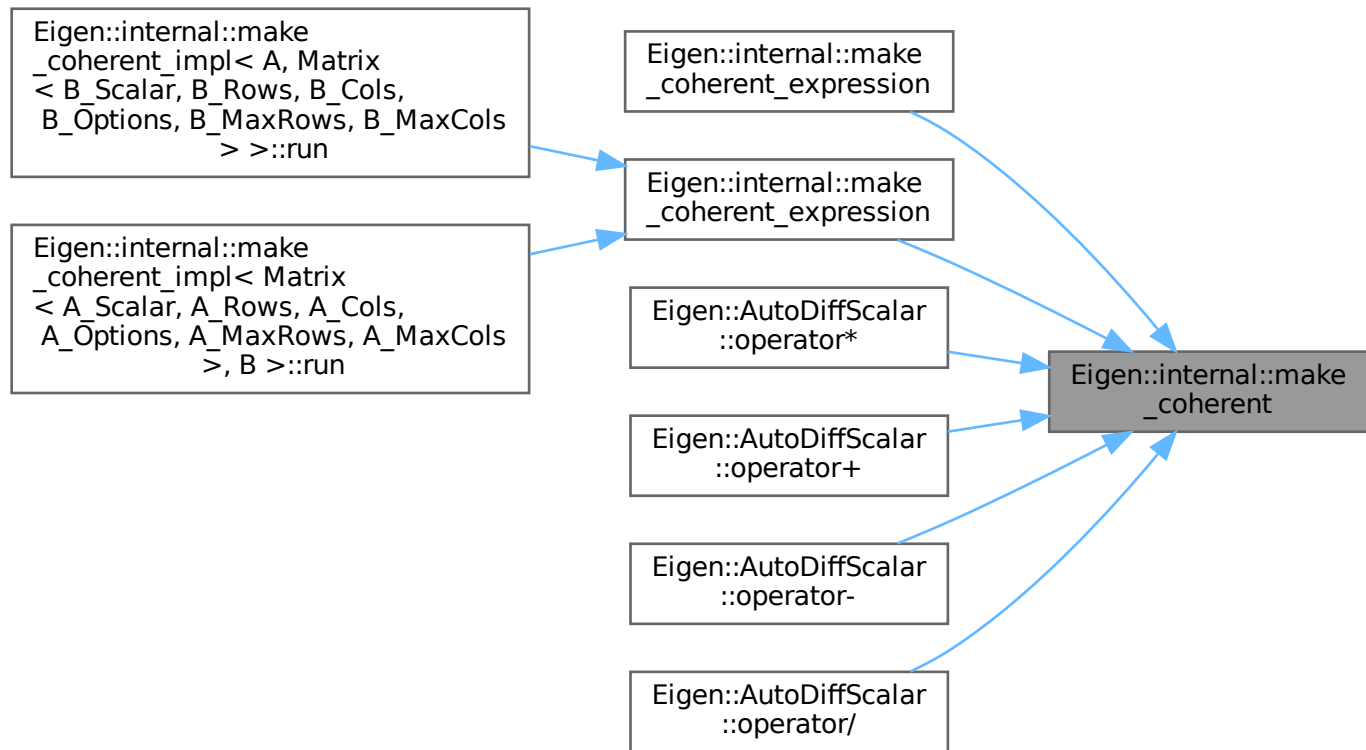 Eigen::internal::make
_coherent_impl< A, Matrix
< B_Scalar, B_Rows, B_Cols,
B_Options, B_MaxRows, B_MaxCols
> >::run
Eigen::internal::make
_coherent_impl< Matrix
< A_Scalar, A_Rows, A_Cols,
A_Options, A_MaxRows, A_MaxCols
>, B >::run
Eigen::internal::make
_coherent_expression
Eigen::internal::make
_coherent_expression
Eigen::AutoDiffScalar
::operator*
Eigen::AutoDiffScalar
::operator+
Eigen::AutoDiffScalar
::operator-
Eigen::AutoDiffScalar
::operator/
Eigen::internal::make
_coherent